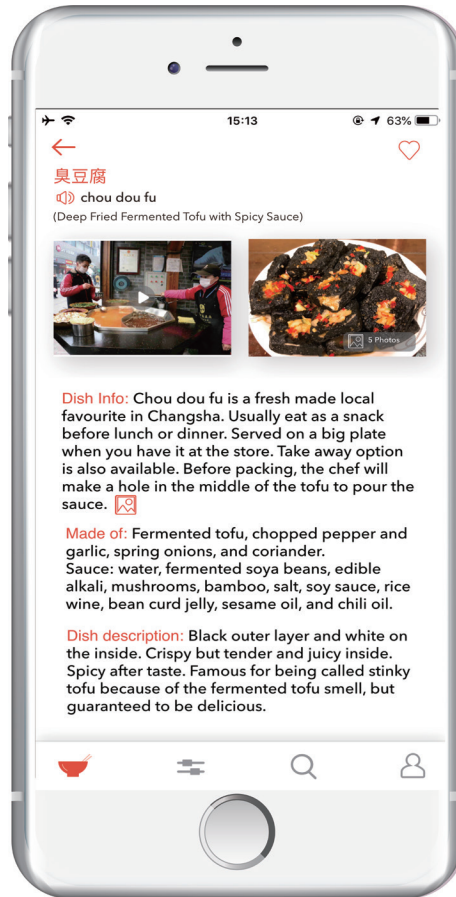 15:13
63%
臭豆腐
chou dou fu
(Deep Fried Fermented Tofu with Spicy Sauce)
5 Photos
Dish Info: Chou dou fu is a fresh made local
favourite in Changsha. Usually eat as a snack
before lunch or dinner. Served on a big plate
when you have it at the store. Take away option
is also available. Before packing, the chef will
make a hole in the middle of the tofu to pour the
sauce.
Made of: Fermented tofu, chopped pepper and
garlic, spring onions, and coriander.
Sauce: water, fermented soya beans, edible
alkali, mushrooms, bamboo, salt, soy sauce, rice
wine, bean curd jelly, sesame oil, and chili oil.
Dish description: Black outer layer and white on
the inside. Crispy but tender and juicy inside.
Spicy after taste. Famous for being called stinky
tofu because of the fermented tofu smell, but
guaranteed to be delicious.